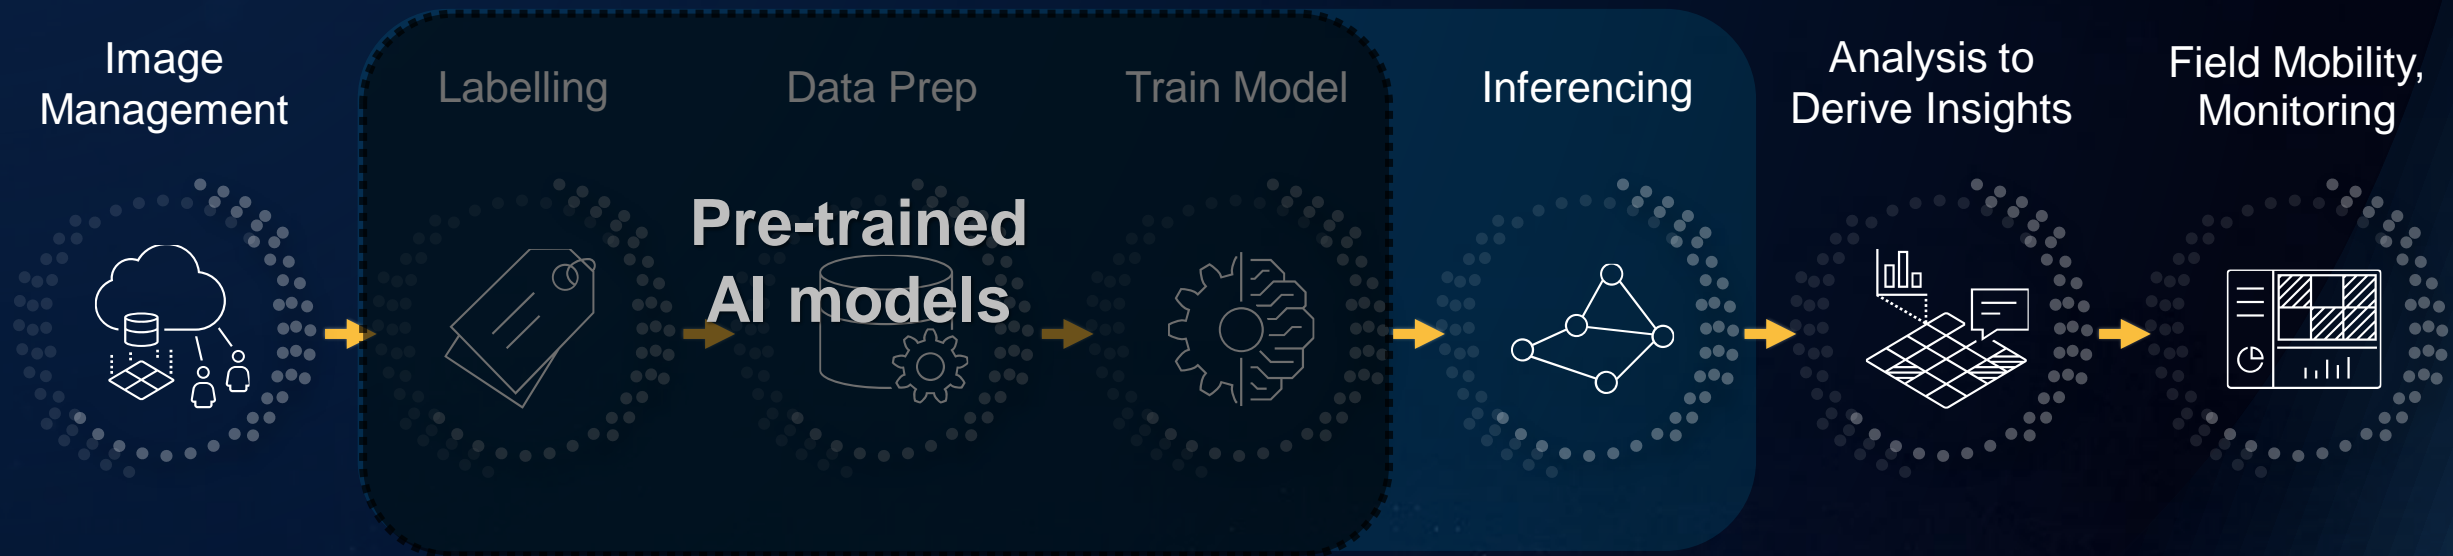 Image
Management
Labelling
Data Prep
Train Model
Inferencing
Analysis to
Derive Insights
Field Mobility,
Monitoring
Pre-trained
AI models